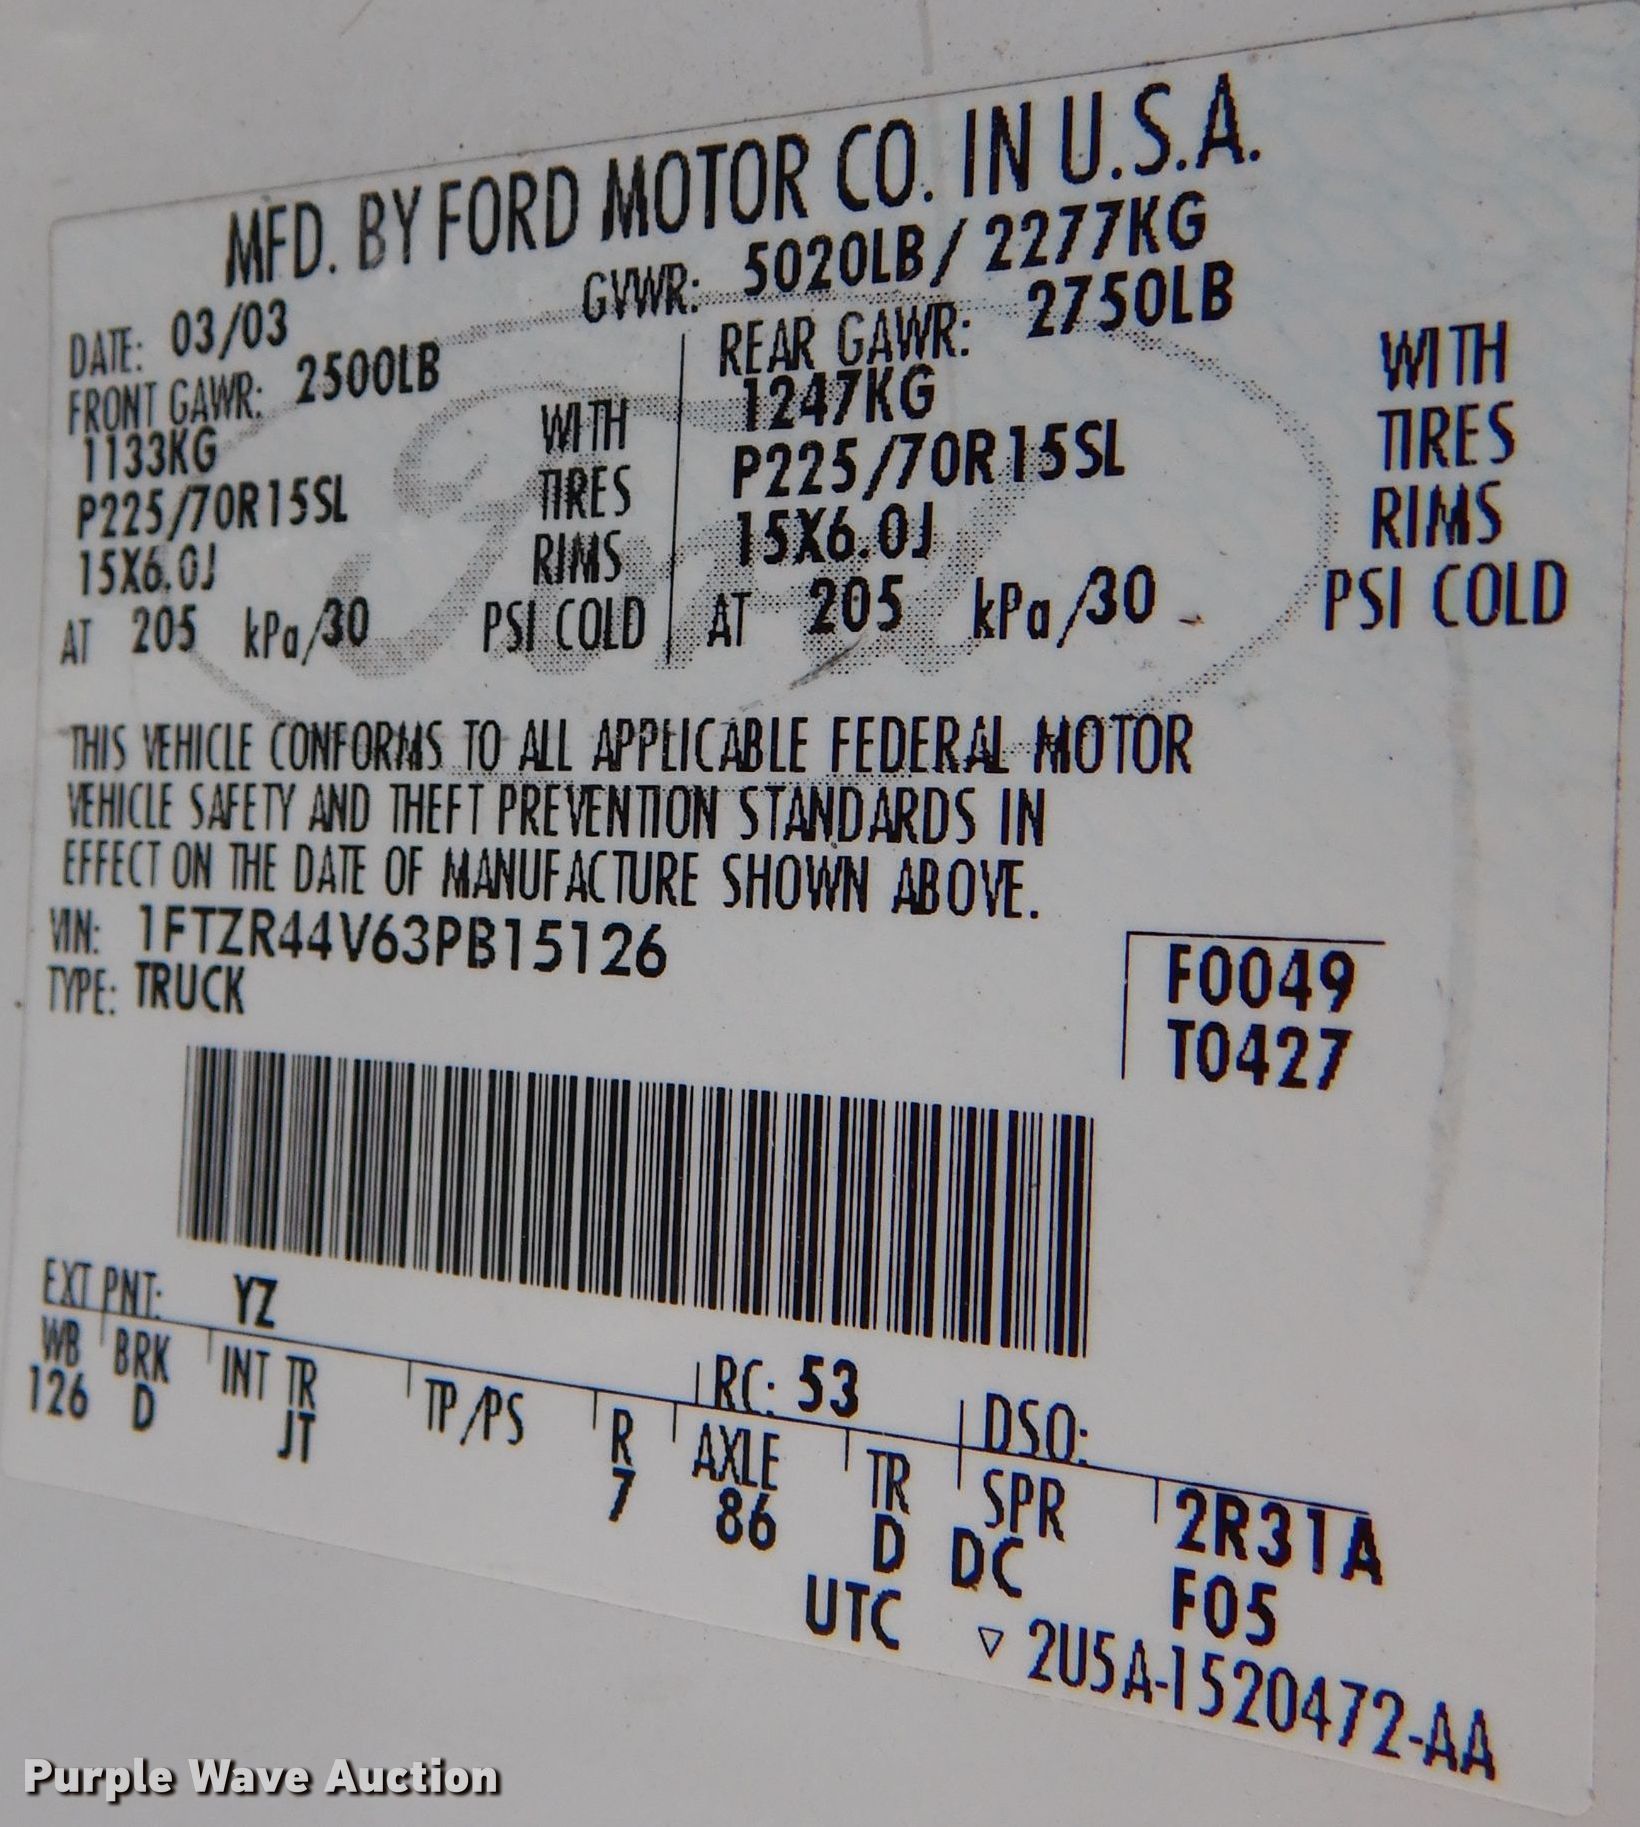 MFD. BY FORD MOTOR CO. IN U.S.A.
DATE: 03/03 GVWR: 5020LB / 2277KG
FRONT GAWR: 2500LB REAR GAWR: 2750LB
1133KG WITH 1247KG WITH
P225/70R15SL TIRES P225/70R15SL TIRES
15X6.0J RIMS 15X6.0J RIMS
AT 205 kPa/30 PSI COLD AT 205 kPa/30 PSI COLD
THIS VEHICLE CONFORMS TO ALL APPLICABLE FEDERAL MOTOR
VEHICLE SAFETY AND THEFT PREVENTION STANDARDS IN
EFFECT ON THE DATE OF MANUFACTURE SHOWN ABOVE.
VIN: 1FTZR44V63PB15126 F0049
TYPE: TRUCK T0427
EXT PNT: YZ RC: 53 DSO:
WB BRK INT TR TP/PS R AXLE TR SPR 2R31A
126 D JT 7 86 D DC F05
UTC ▽ 2U5A-1520472-AA
Purple Wave Auction